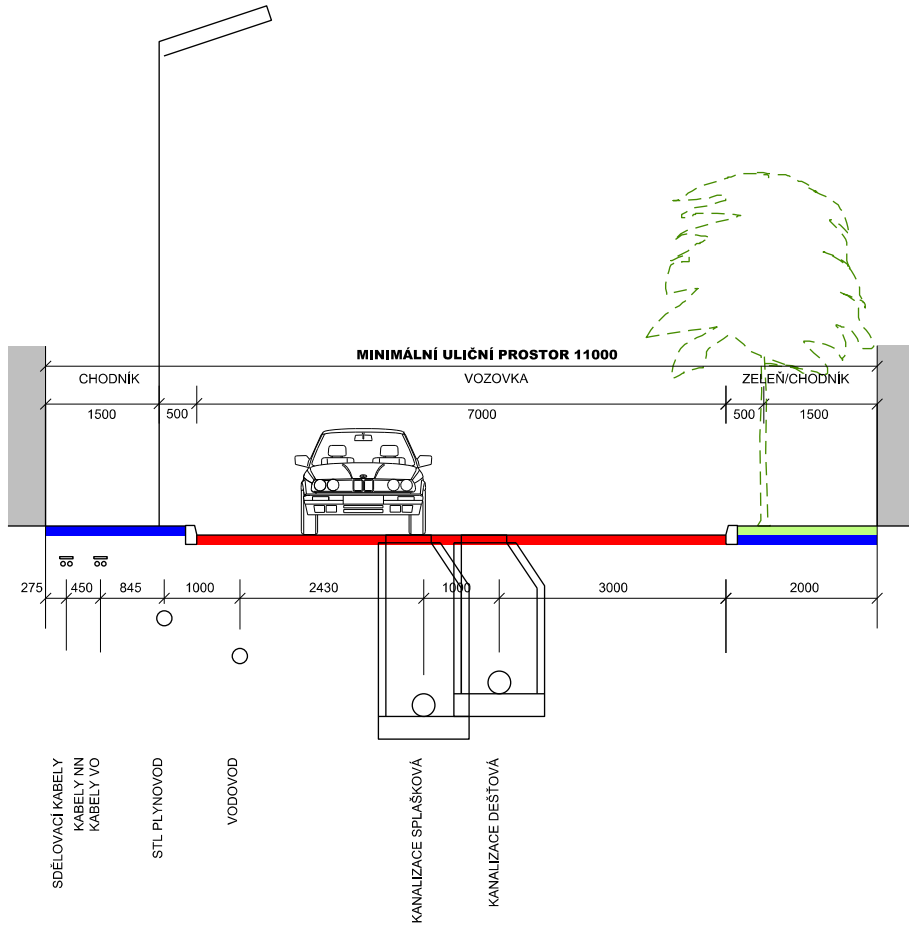 MINIMÁLNÍ ULIČNÍ PROSTOR 11000
CHODNÍK
VOZOVKA
ZELEŇ/CHODNÍK
1500
500
7000
500
1500
275
450
845
1000
2430
1000
3000
2000
SDĚLOVACÍ KABELY
KABELY NN
KABELY VO
STL PLYNOVOD
VODOVOD
KANALIZACE SPLAŠKOVÁ
KANALIZACE DEŠŤOVÁ